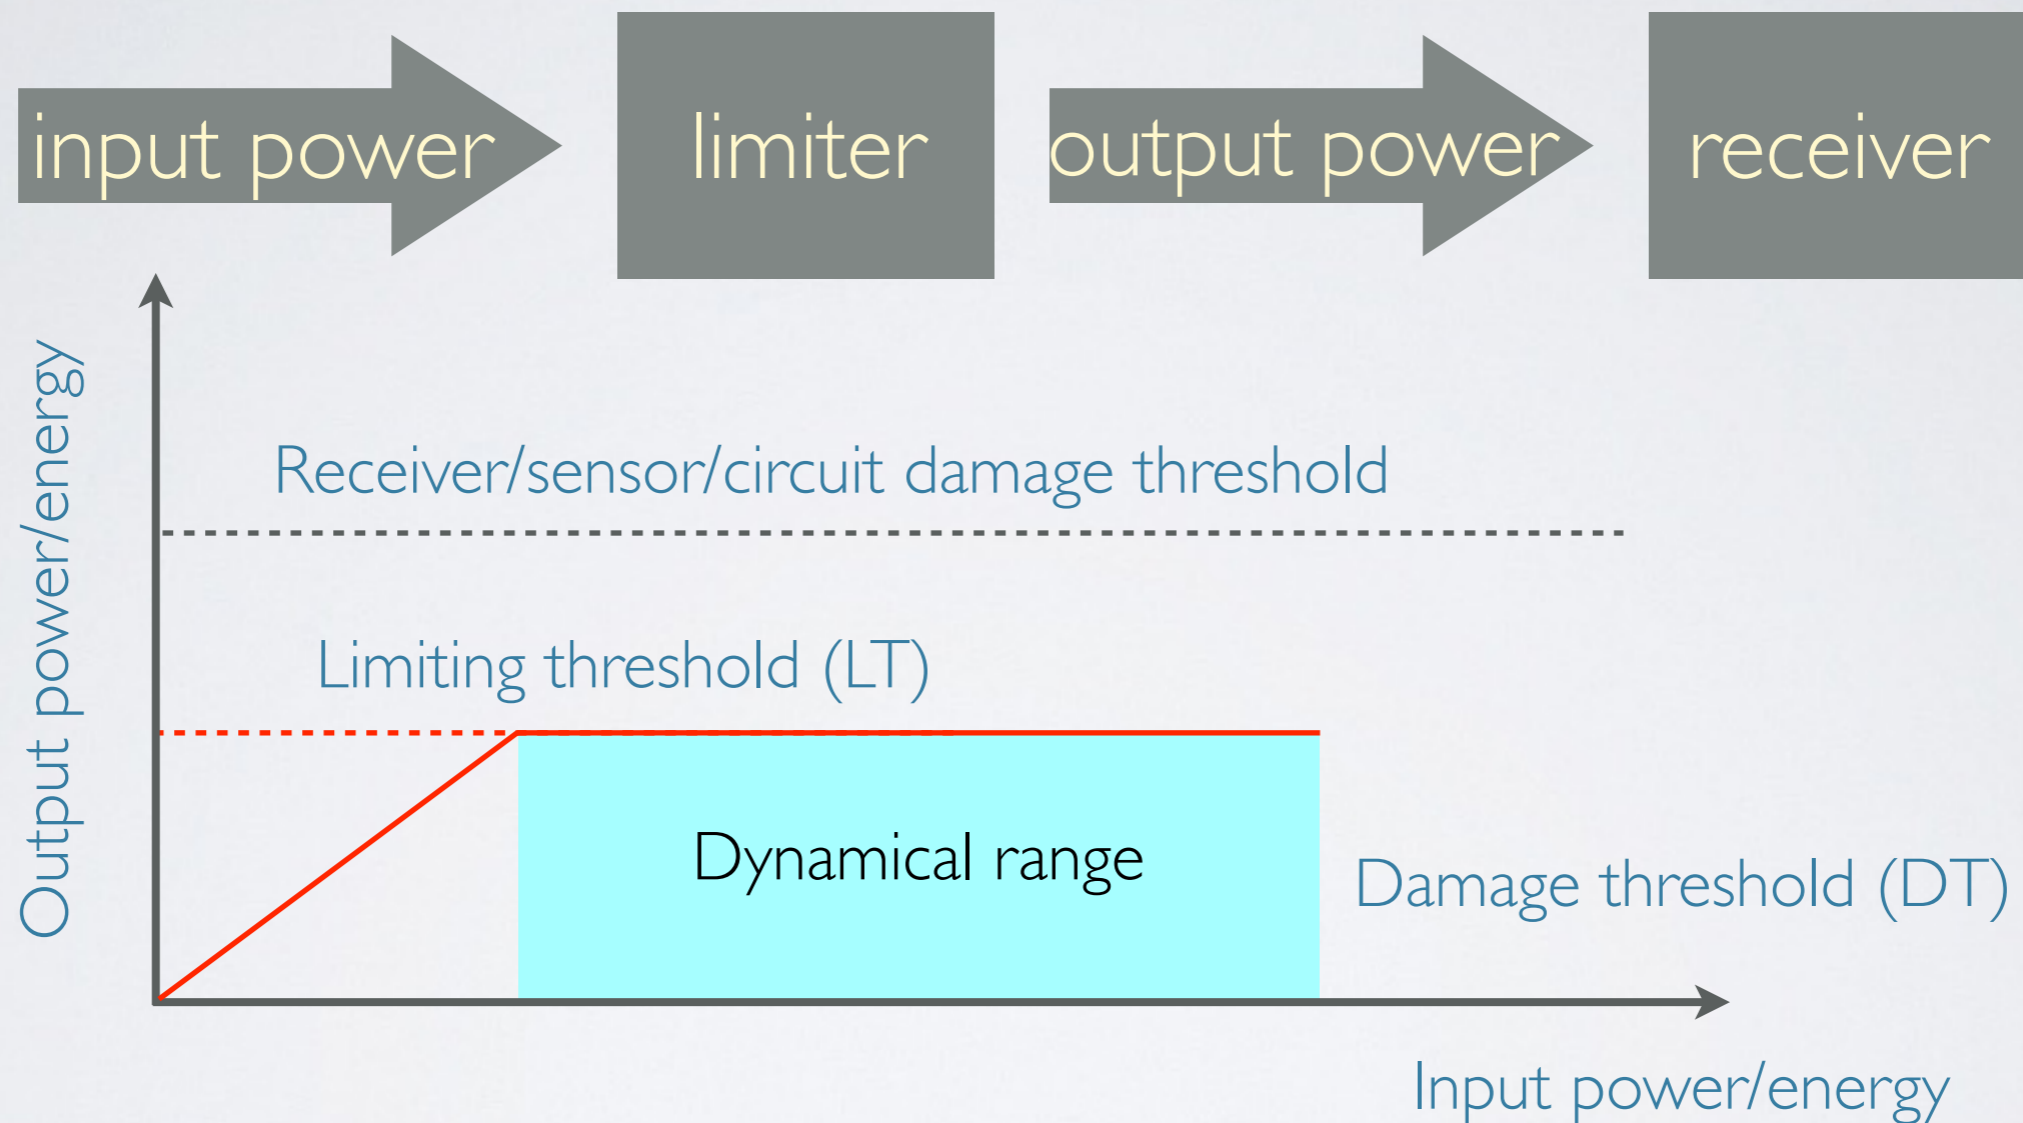 input power
limiter
output power
receiver
Output power/energy
Receiver/sensor/circuit damage threshold
Limiting threshold (LT)
Dynamical range
Damage threshold (DT)
Input power/energy